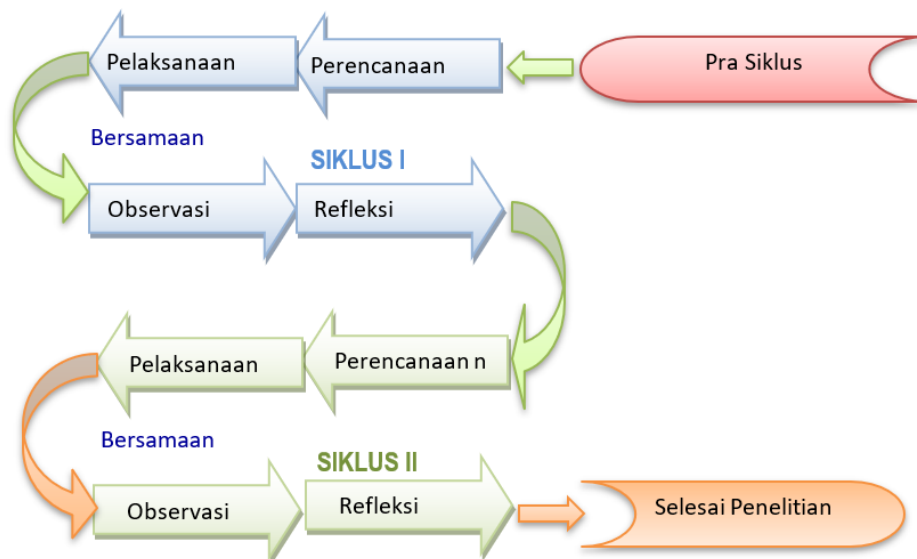 Pra Siklus
Perencanaan
Pelaksanaan
Bersamaan
SIKLUS I
Observasi
Refleksi
Perencanaan n
Pelaksanaan
Bersamaan
SIKLUS II
Observasi
Refleksi
Selesai Penelitian